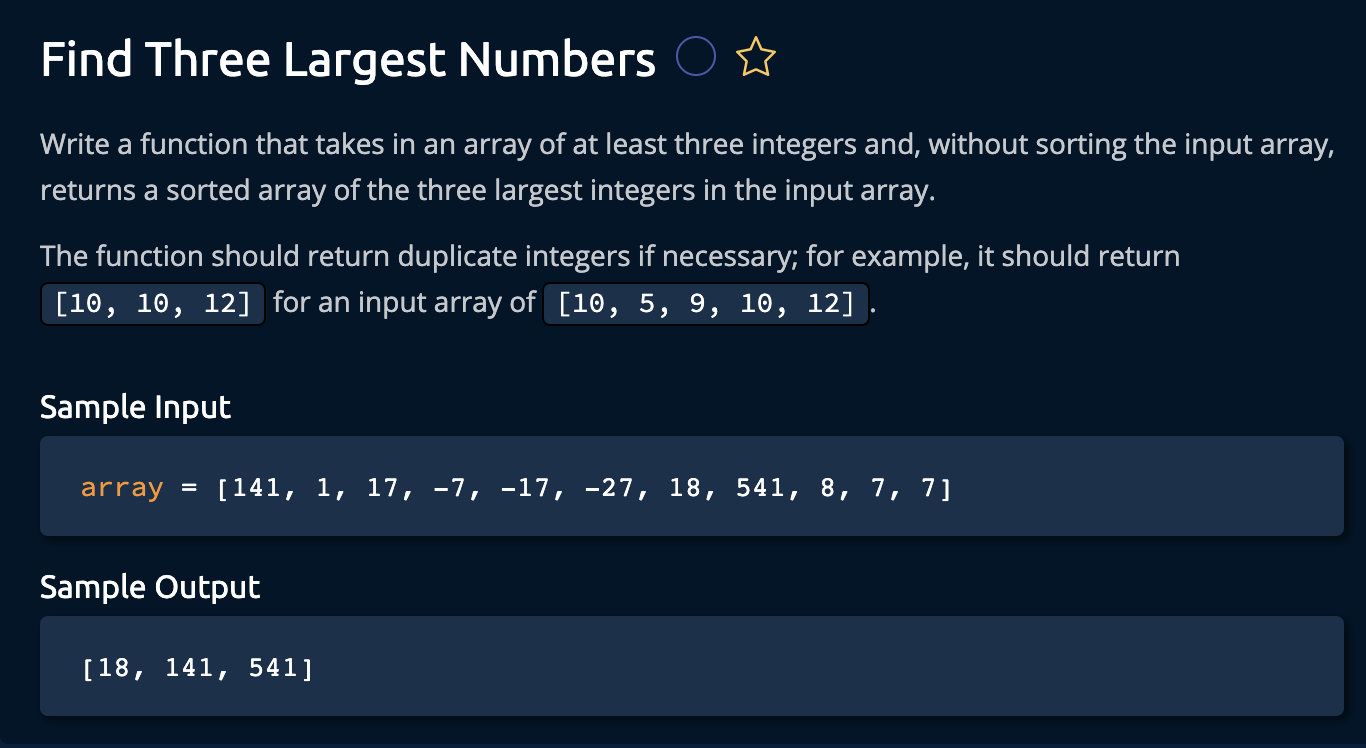 Find Three Largest Numbers
Write a function that takes in an array of at least three integers and, without sorting the input array,
returns a sorted array of the three largest integers in the input array.
The function should return duplicate integers if necessary; for example, it should return
[10, 10, 12] for an input array of [10, 5, 9, 10, 12].
Sample Input
array = [141, 1, 17, -7, -17, -27, 18, 541, 8, 7, 7]
Sample Output
[18, 141, 541]